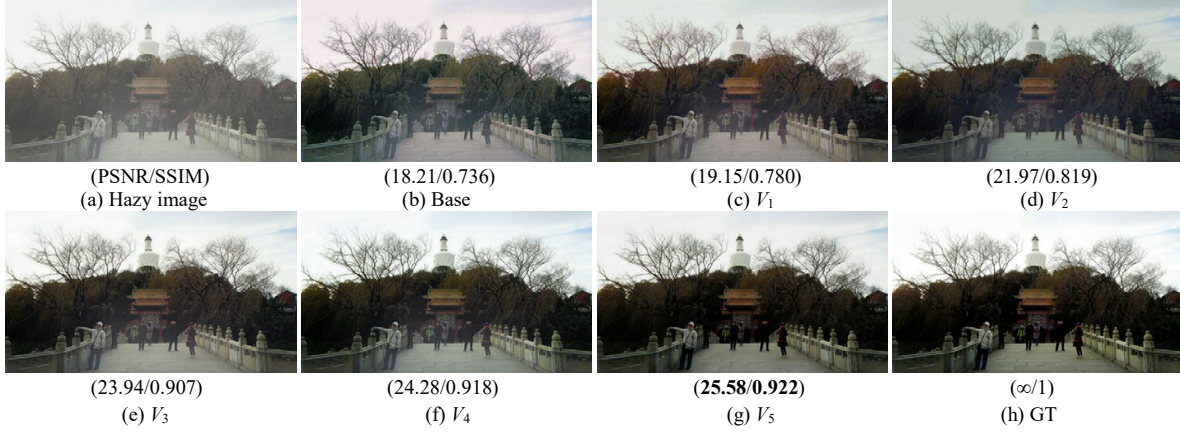 (PSNR/SSIM) (18.21/0.736) (19.15/0.780) (21.97/0.819)
(a) Hazy image (b) Base (c) V₁ (d) V₂
(23.94/0.907) (24.28/0.918) (25.58/0.922) (∞/1)
(e) V₃ (f) V₄ (g) V₅ (h) GT